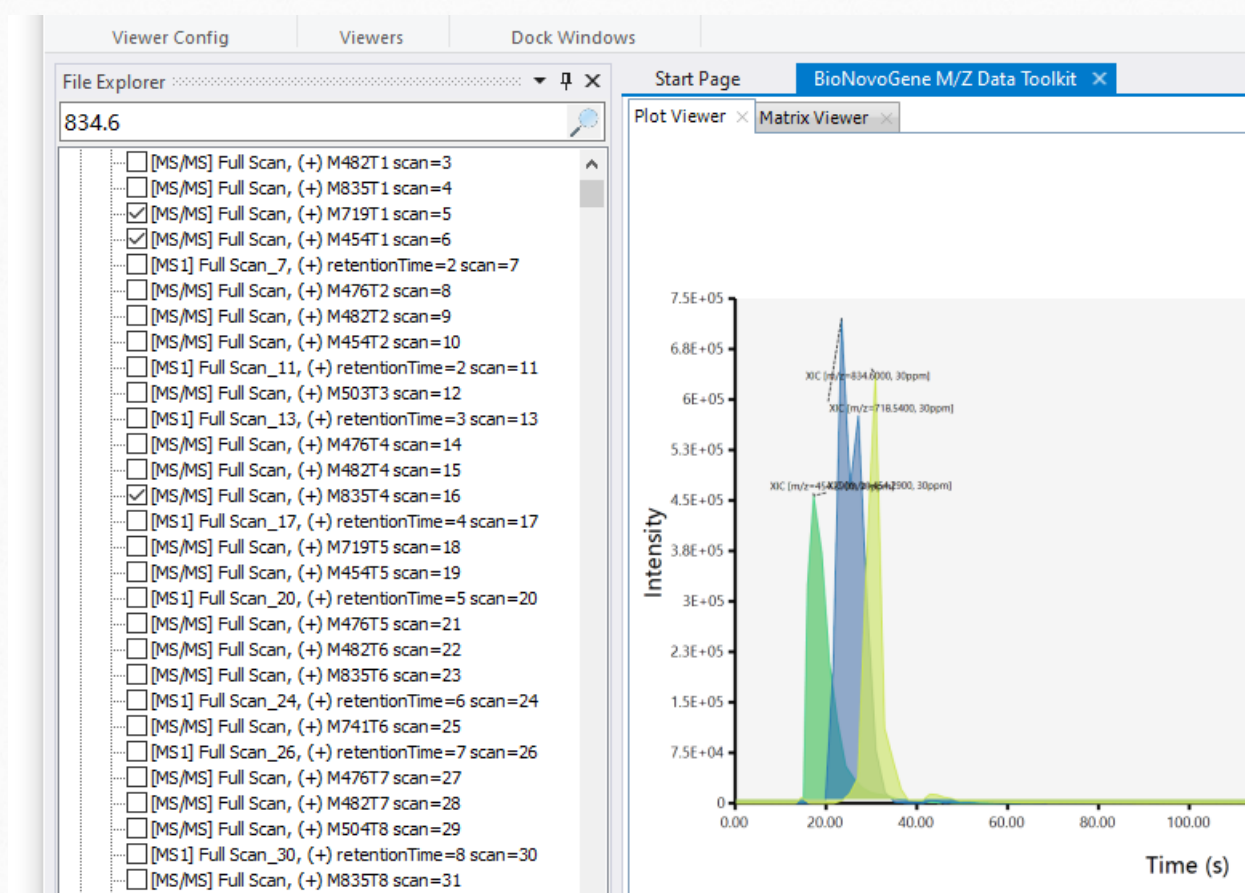 Viewer Config
Viewers
Dock Windows
File Explorer
834.6
[MS/MS] Full Scan, (+) M482T1 scan=3
[MS/MS] Full Scan, (+) M835T1 scan=4
[MS/MS] Full Scan, (+) M719T1 scan=5
[MS/MS] Full Scan, (+) M454T1 scan=6
[MS1] Full Scan_7, (+) retentionTime=2 scan=7
[MS/MS] Full Scan, (+) M476T2 scan=8
[MS/MS] Full Scan, (+) M482T2 scan=9
[MS/MS] Full Scan, (+) M454T2 scan=10
[MS1] Full Scan_11, (+) retentionTime=2 scan=11
[MS/MS] Full Scan, (+) M503T3 scan=12
[MS1] Full Scan_13, (+) retentionTime=3 scan=13
[MS/MS] Full Scan, (+) M476T4 scan=14
[MS/MS] Full Scan, (+) M482T4 scan=15
[MS/MS] Full Scan, (+) M835T4 scan=16
[MS1] Full Scan_17, (+) retentionTime=4 scan=17
[MS/MS] Full Scan, (+) M719T5 scan=18
[MS/MS] Full Scan, (+) M454T5 scan=19
[MS1] Full Scan_20, (+) retentionTime=5 scan=20
[MS/MS] Full Scan, (+) M476T5 scan=21
[MS/MS] Full Scan, (+) M482T6 scan=22
[MS/MS] Full Scan, (+) M835T6 scan=23
[MS1] Full Scan_24, (+) retentionTime=6 scan=24
[MS/MS] Full Scan, (+) M741T6 scan=25
[MS1] Full Scan_26, (+) retentionTime=7 scan=26
[MS/MS] Full Scan, (+) M476T7 scan=27
[MS/MS] Full Scan, (+) M482T7 scan=28
[MS/MS] Full Scan, (+) M504T8 scan=29
[MS1] Full Scan_30, (+) retentionTime=8 scan=30
[MS/MS] Full Scan, (+) M835T8 scan=31
Start Page
BioNovoGene M/Z Data Toolkit
Plot Viewer
Matrix Viewer
7.5E+05
6.8E+05
XIC [m/z=834.6000, 30ppm]
6E+05
XIC [m/z=718.5400, 30ppm]
5.3E+05
XIC [m/z=45
2900, 30ppm]
4.5E+05
3.8E+05
3E+05
2.3E+05
1.5E+05
7.5E+04
0
Intensity
0.00
20.00
40.00
60.00
80.00
100.00
Time (s)